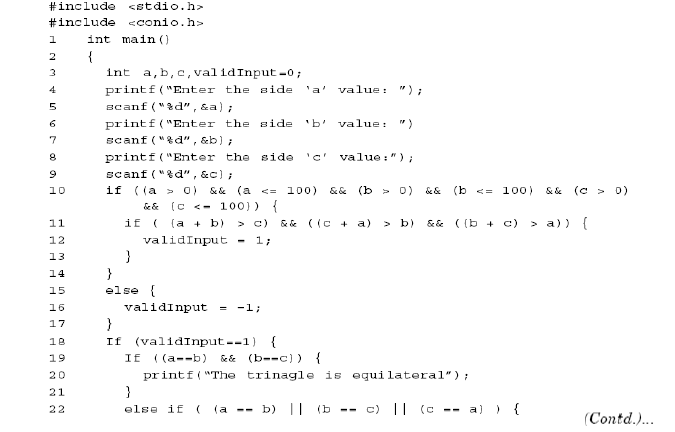 #include <stdio.h>
#include <conio.h>
1 int main()
2 {
3 int a,b,c,validInput=0;
4 printf("Enter the side 'a' value: ");
5 scanf("%d",&a);
6 printf("Enter the side 'b' value: ")
7 scanf("%d",&b);
8 printf("Enter the side 'c' value:");
9 scanf("%d",&c);
10 if ((a > 0) && (a <= 100) && (b > 0) && (b <= 100) && (c > 0)
&& (c <= 100)) {
11 if ( (a + b) > c) && ((c + a) > b) && ((b + c) > a)) {
12 validInput = 1;
13 }
14 }
15 else {
16 validInput = -1;
17 }
18 If (validInput==1) {
19 If ((a==b) && (b==c)) {
20 printf("The trinagle is equilateral");
21 }
22 else if ( (a == b) || (b == c) || (c == a) ) {
(Contd.)...